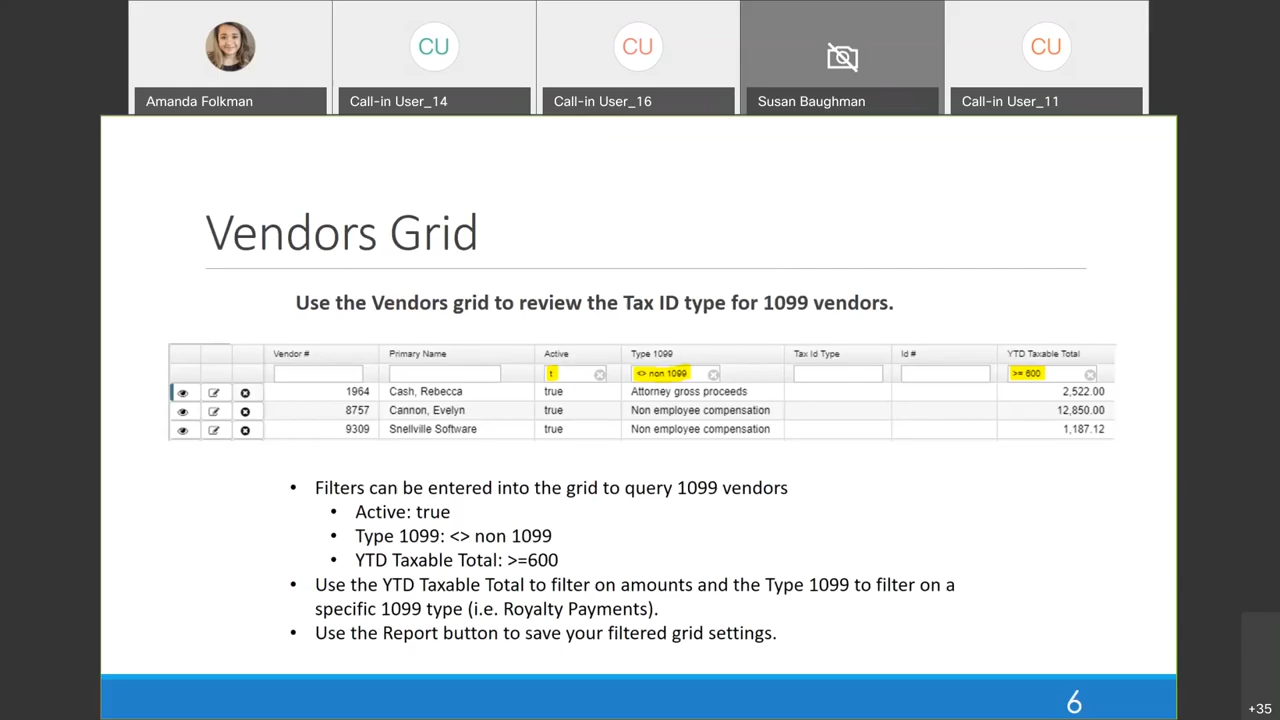 CU CU CU
Amanda Folkman Call-in User_14 Call-in User_16 Susan Baughman Call-in User_11
Vendors Grid
Use the Vendors grid to review the Tax ID type for 1099 vendors.
Vendor # Primary Name Active Type 1099 Tax Id Type Id # YTD Taxable Total
t <> non 1099 >= 600
1964 Cash, Rebecca true Attorney gross proceeds 2,522.00
8757 Cannon, Evelyn true Non employee compensation 12,850.00
9309 Snellville Software true Non employee compensation 1,187.12
• Filters can be entered into the grid to query 1099 vendors
• Active: true
• Type 1099: <> non 1099
• YTD Taxable Total: >=600
• Use the YTD Taxable Total to filter on amounts and the Type 1099 to filter on a
specific 1099 type (i.e. Royalty Payments).
• Use the Report button to save your filtered grid settings.
6
+35